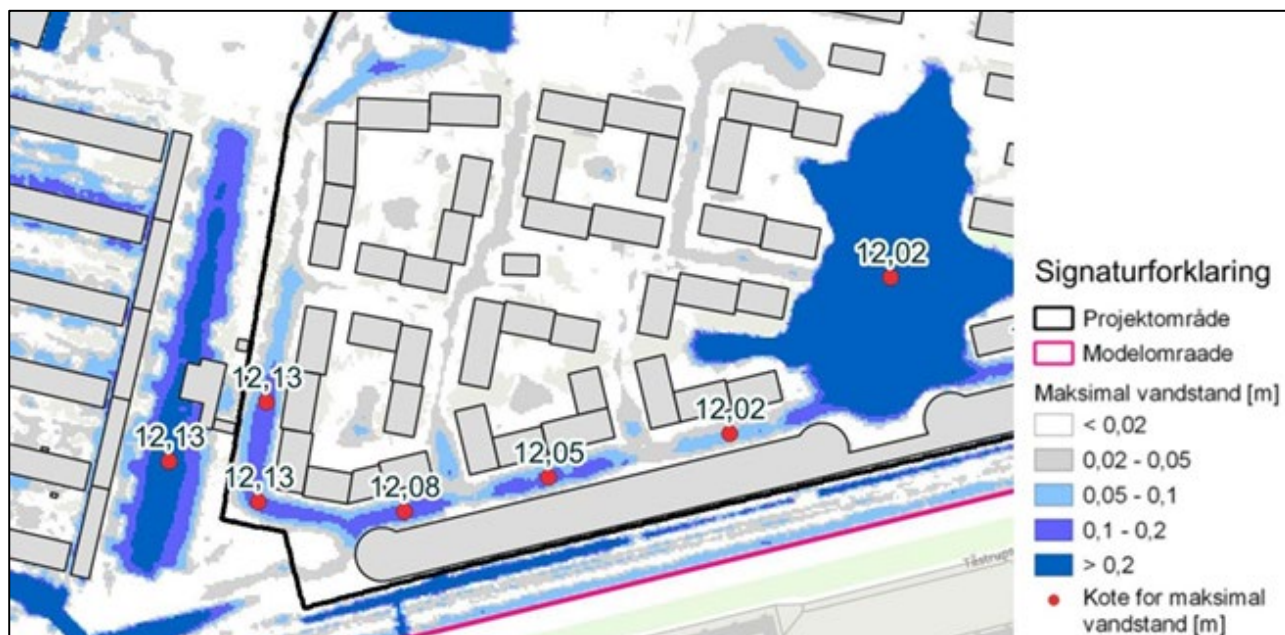 12,02
12,13
12,13
12,02
12,05
12,13
12,08
Signaturforklaring
Projektområde
Modelomraade
Maksimal vandstand [m]
< 0,02
0,02 - 0,05
0,05 - 0,1
0,1 - 0,2
> 0,2
Kote for maksimal
vandstand [m]